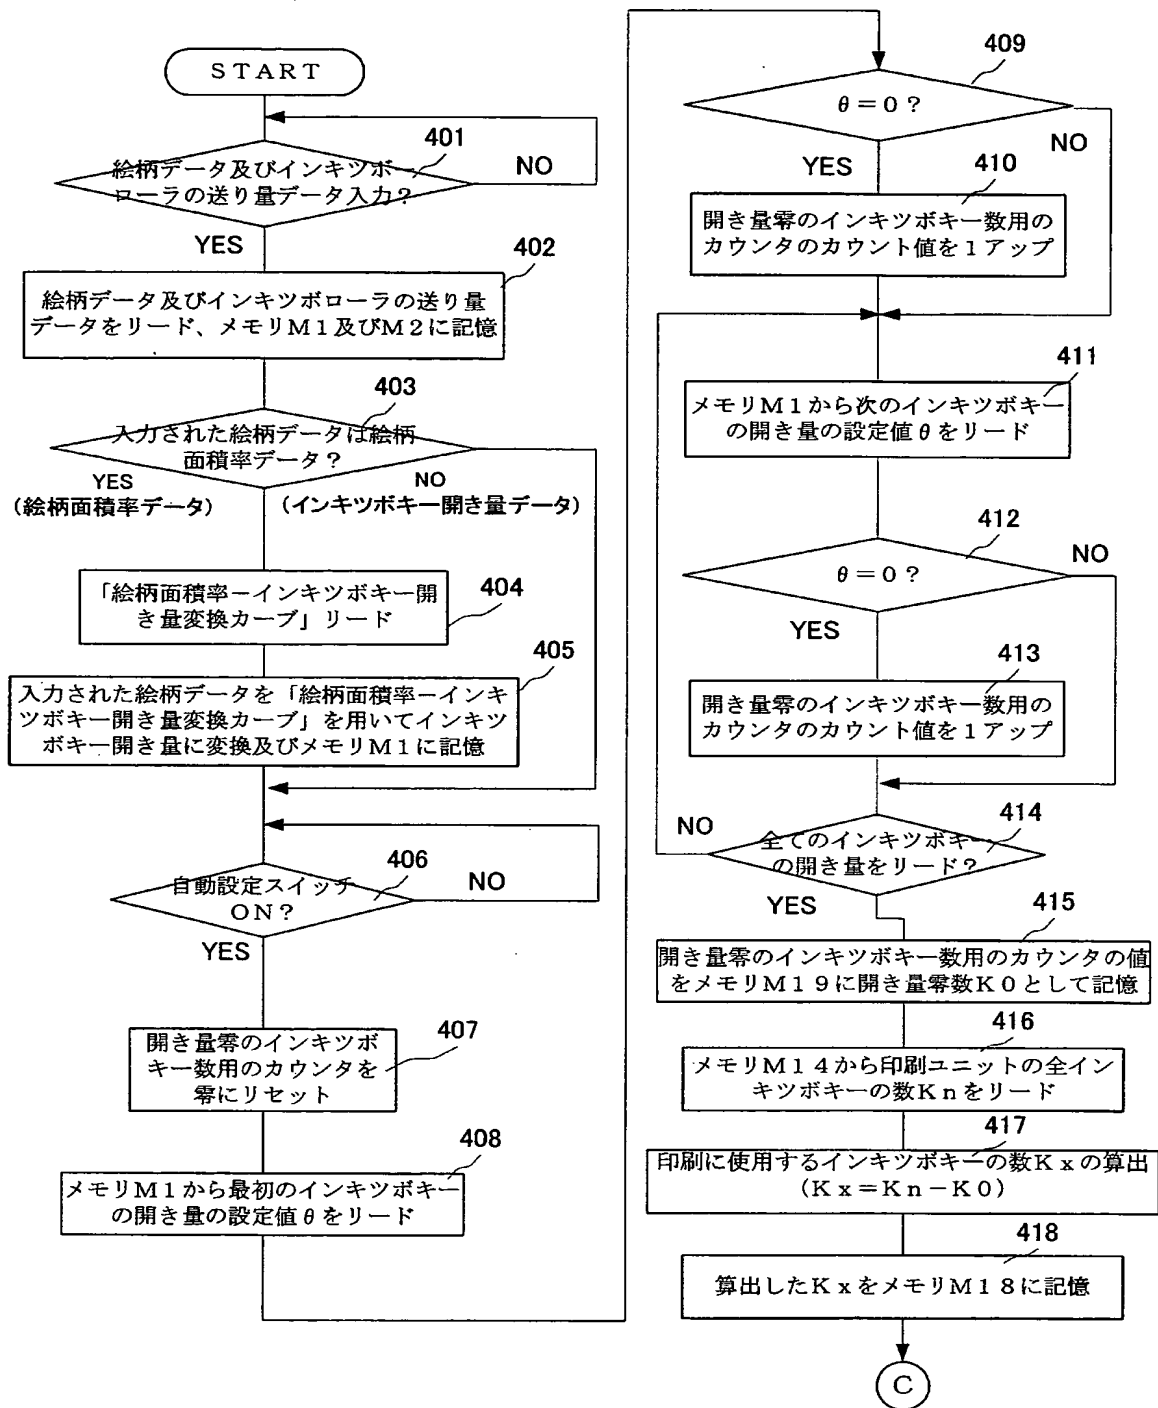 ＳＴＡＲＴ
401
絵柄データ及びインキツボ
ローラの送り量データ入力？
NO
YES
402
絵柄データ及びインキツボローラの送り量
データをリード、メモリＭ１及びＭ２に記憶
403
入力された絵柄データは絵柄
面積率データ？
YES
(絵柄面積率データ)
NO
(インキツボキー開き量データ)
「絵柄面積率－インキツボキー開
き量変換カーブ」リード
404
405
入力された絵柄データを「絵柄面積率－インキ
ツボキー開き量変換カーブ」を用いてインキツ
ボキー開き量に変換及びメモリＭ１に記憶
406
自動設定スイッチ
ＯＮ？
NO
YES
407
開き量零のインキツボ
キー数用のカウンタを
零にリセット
408
メモリＭ１から最初のインキツボキー
の開き量の設定値θをリード
409
θ＝０？
NO
YES
410
開き量零のインキツボキー数用の
カウンタのカウント値を１アップ
411
メモリＭ１から次のインキツボキー
の開き量の設定値θをリード
412
θ＝０？
NO
YES
413
開き量零のインキツボキー数用の
カウンタのカウント値を１アップ
NO
414
全てのインキツボキー
の開き量をリード？
YES
415
開き量零のインキツボキー数用のカウンタの値
をメモリＭ１９に開き量零数Ｋ０として記憶
416
メモリＭ１４から印刷ユニットの全イン
キツボキーの数Ｋｎをリード
417
印刷に使用するインキツボキーの数Ｋｘの算出
（Ｋｘ＝Ｋｎ－Ｋ０）
418
算出したＫｘをメモリＭ１８に記憶
Ｃ